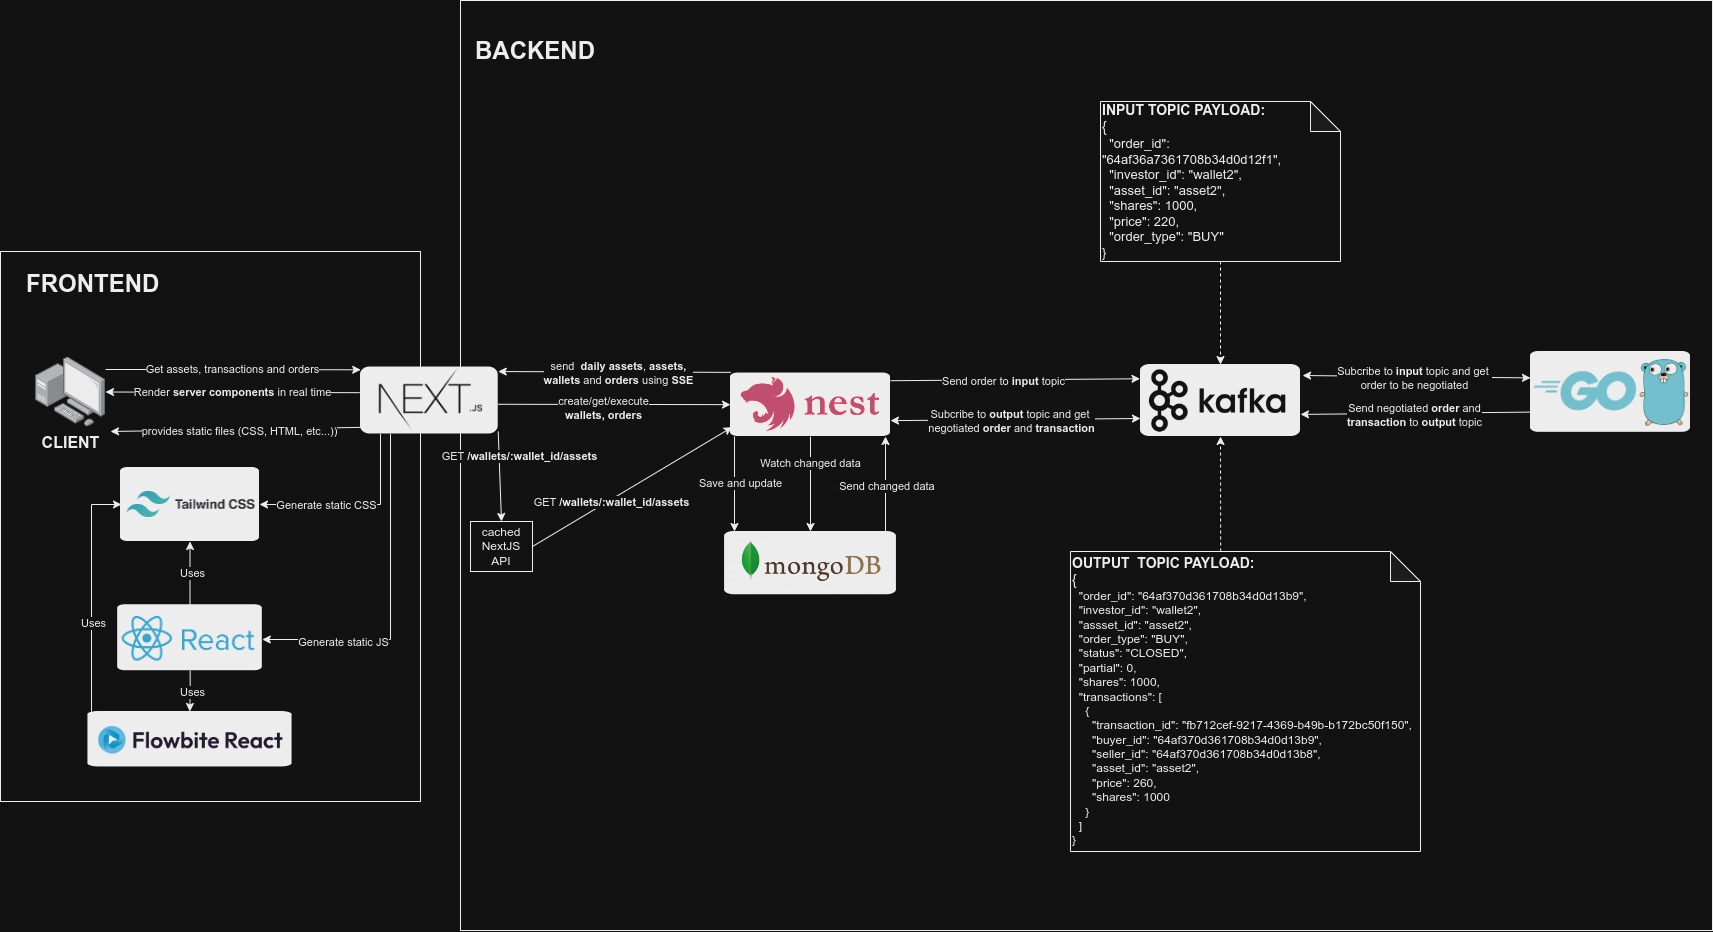 BACKEND
INPUT TOPIC PAYLOAD:
{
"order_id":
"64af36a7361708b34d0d12f1",
"investor_id": "wallet2",
"asset_id": "asset2",
"shares": 1000,
"price": 220,
"order_type": "BUY"
}
FRONTEND
CLIENT
Get assets, transactions and orders
Render server components in real time
provides static files (CSS, HTML, etc...))
NEXT.JS
send  daily assets, assets,
wallets and orders using SSE
create/get/execute
wallets, orders
nest
Send order to input topic
Subcribe to output topic and get
negotiated order and transaction
kafka
Subcribe to input topic and get
order to be negotiated
Send negotiated order and
transaction to output topic
GO
GET /wallets/:wallet_id/assets
GET /wallets/:wallet_id/assets
cached
NextJS
API
Watch changed data
Save and update
Send changed data
mongoDB
Tailwind CSS
Generate static CSS
Uses
Uses
React
Generate static JS
Uses
Flowbite React
OUTPUT  TOPIC PAYLOAD:
{
"order_id": "64af370d361708b34d0d13b9",
"investor_id": "wallet2",
"assset_id": "asset2",
"order_type": "BUY",
"status": "CLOSED",
"partial": 0,
"shares": 1000,
"transactions": [
{
"transaction_id": "fb712cef-9217-4369-b49b-b172bc50f150",
"buyer_id": "64af370d361708b34d0d13b9",
"seller_id": "64af370d361708b34d0d13b8",
"asset_id": "asset2",
"price": 260,
"shares": 1000
}
]
}